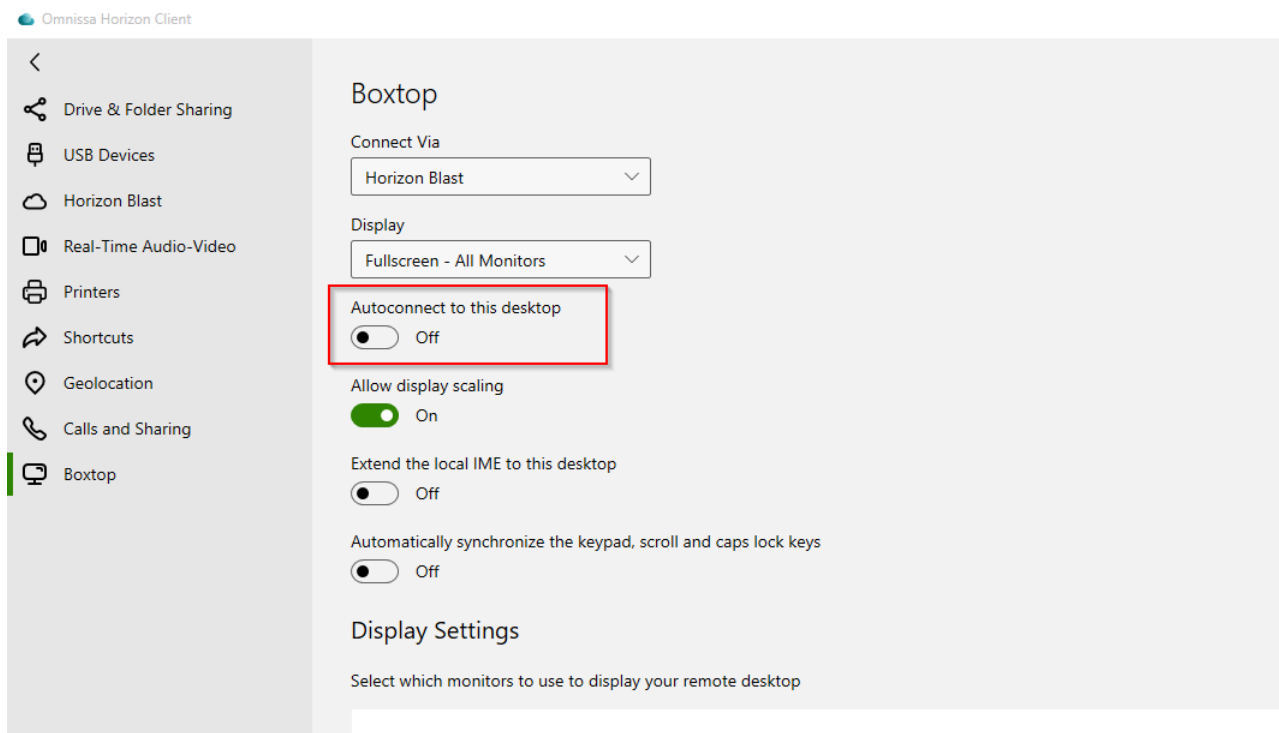 Omnissa Horizon Client
Drive & Folder Sharing
USB Devices
Horizon Blast
Real-Time Audio-Video
Printers
Shortcuts
Geolocation
Calls and Sharing
Boxtop
Boxtop
Connect Via
Horizon Blast
Display
Fullscreen - All Monitors
Autoconnect to this desktop
Off
Allow display scaling
On
Extend the local IME to this desktop
Off
Automatically synchronize the keypad, scroll and caps lock keys
Off
Display Settings
Select which monitors to use to display your remote desktop